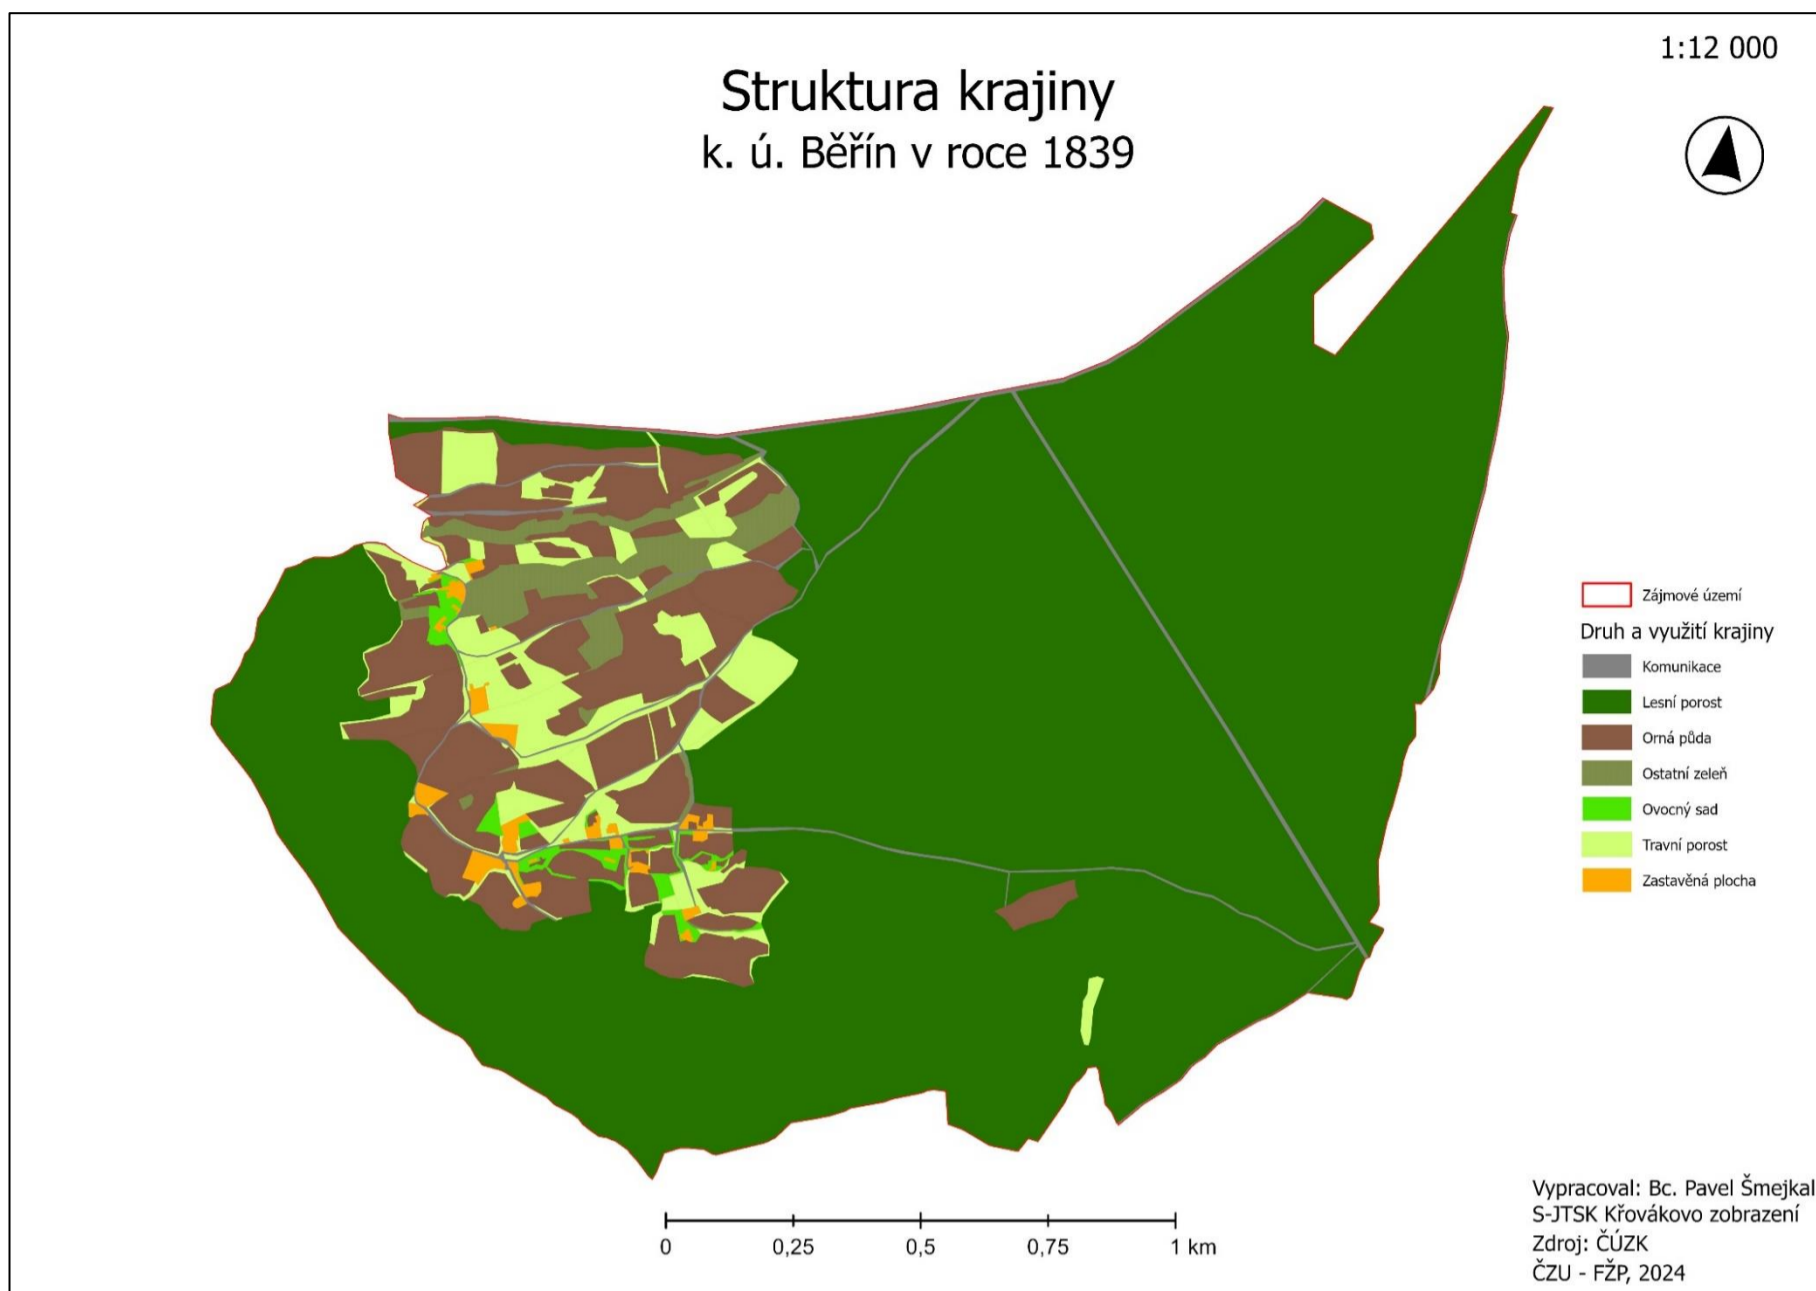 1:12 000
Struktura krajiny
k. ú. Běřín v roce 1839
Zájmové území
Druh a využití krajiny
Komunikace
Lesní porost
Orná půda
Ostatní zeleň
Ovocný sad
Travní porost
Zastavěná plocha
0 0,25 0,5 0,75 1 km
Vypracoval: Bc. Pavel Šmejkal
S-JTSK Křovákovo zobrazení
Zdroj: ČÚZK
ČZU - FŽP, 2024